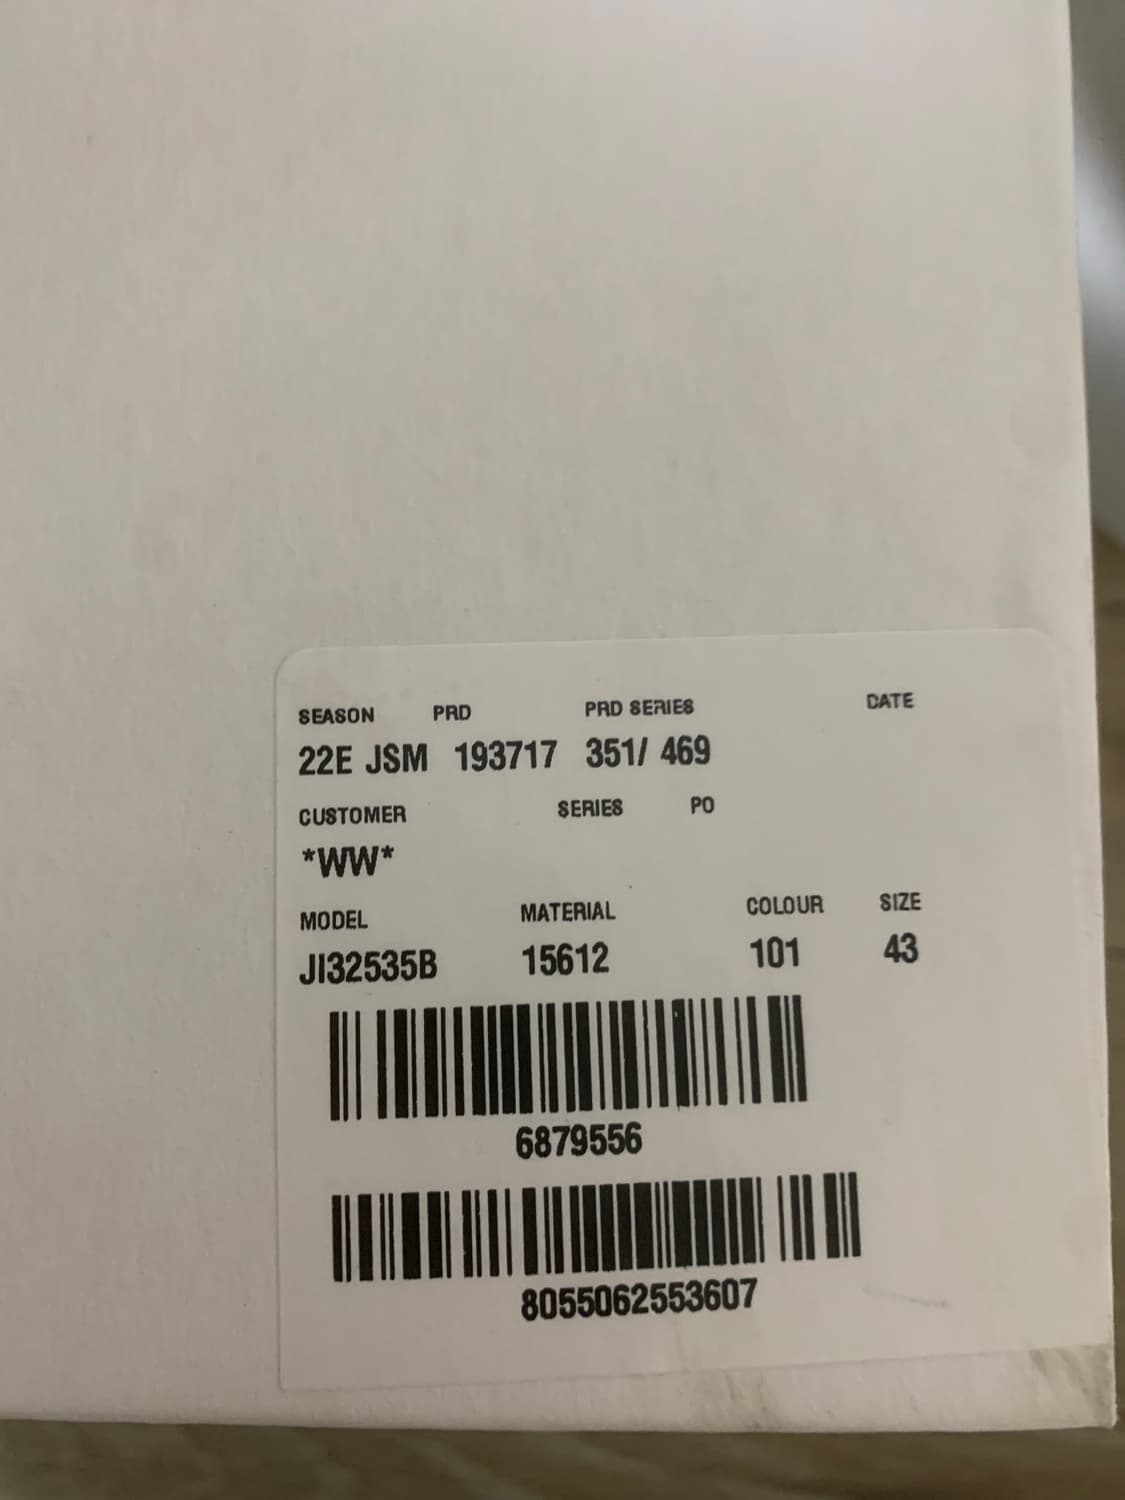 SEASON PRD PRD SERIES DATE
22E JSM 193717 351/ 469
CUSTOMER SERIES PO
*WW*
MODEL MATERIAL COLOUR SIZE
JI32535B 15612 101 43
6879556
8055062553607